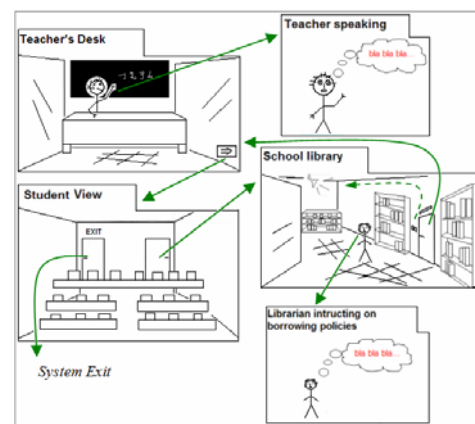 Teacher's Desk
Teacher speaking
bla bla bla...
Student View
EXIT
School library
System Exit
Librarian intructing on
borrowing policies
bla bla bla...